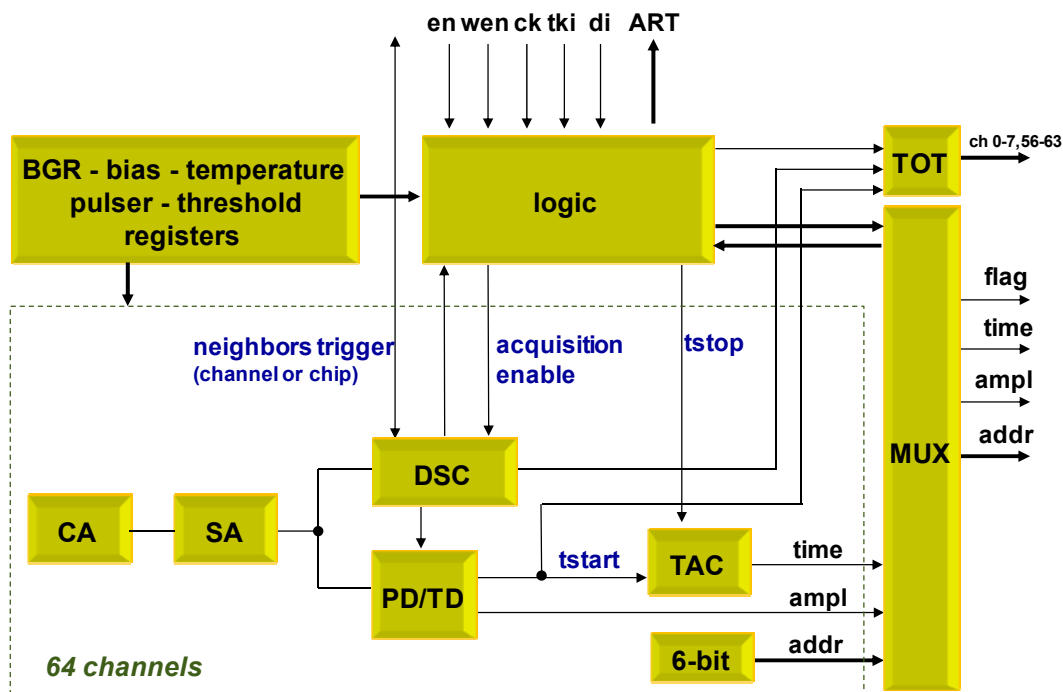 en wen ck tki di ART
BGR - bias - temperature
pulser - threshold
registers
logic
TOT
ch 0-7,56-63
neighbors trigger
(channel or chip)
acquisition
enable
tstop
flag
time
ampl
addr
MUX
DSC
CA
SA
PD/TD
tstart
TAC
time
ampl
6-bit
addr
64 channels